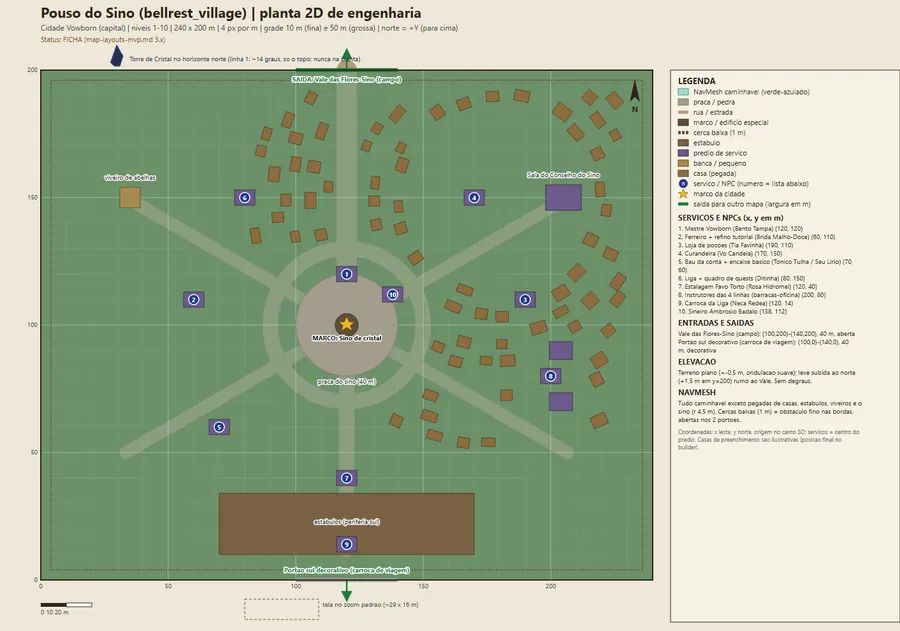 Pouso do Sino (bellrest_village) | planta 2D de engenharia
Cidade Vowborn (capital) | niveis 1-10 | 240 x 200 m | 4 px por m | grade 10 m (fina) e 50 m (grossa) | norte = +Y (para cima)
Status: FICHA (map-layouts-mvp.md 3.x)
Torre de Cristal no horizonte norte (linha 1: ~14 graus, so o topo; nunca na planta)
SAIDA: Vale das Flores-Sino (campo)
N
viveiro de abelhas
Sala do Conselho do Sino
6
4
1
10
2
3
MARCO: Sino de cristal
praca do sino (40 m)
8
5
7
estabulos (periferia sul)
9
Portao sul decorativo (carroca de viagem)
200
150
100
50
0
0
50
100
150
200
0 10 20 m
tela no zoom padrao (~29 x 16 m)
LEGENDA
NavMesh caminhavel (verde-azulado)
praca / pedra
rua / estrada
marco / edificio especial
cerca baixa (1 m)
estabulo
predio de servico
banca / pequeno
casa (pegada)
n servico / NPC (numero = lista abaixo)
marco da cidade
saida para outro mapa (largura em m)
SERVICOS E NPCs (x, y em m)
1. Mestre Vowborn (Bento Tampa) (120, 120)
2. Ferreiro + refino tutorial (Brida Malho-Doce) (60, 110)
3. Loja de pocoes (Tia Favinha) (190, 110)
4. Curandeira (Vo Candeia) (170, 150)
5. Bau da conta + encaixe basico (Tonico Tulha / Seu Lirio) (70,
60)
6. Liga + quadro de quests (Ditinha) (80, 150)
7. Estalagem Favo Torto (Rosa Hidromel) (120, 40)
8. Instrutores das 4 linhas (barracas-oficina) (200, 80)
9. Carroca da Liga (Neca Redea) (120, 14)
10. Sineiro Ambrosio Badalo (138, 112)
ENTRADAS E SAIDAS
Vale das Flores-Sino (campo): (100,200)-(140,200), 40 m, aberta
Portao sul decorativo (carroca de viagem): (100,0)-(140,0), 40
m, decorativa
ELEVACAO
Terreno plano (+-0,5 m, ondulacao suave); leve subida ao norte
(+1,5 m em y=200) rumo ao Vale. Sem degraus.
NAVMESH
Tudo caminhavel exceto pegadas de casas, estabulos, viveiros e o
sino (r 4,5 m). Cercas baixas (1 m) = obstaculo fino nas bordas,
abertas nos 2 portoes.
Coordenadas: x leste, y norte, origem no canto SO; servicos = centro do
predio. Casas de preenchimento sao ilustrativas (posicao final no
builder).